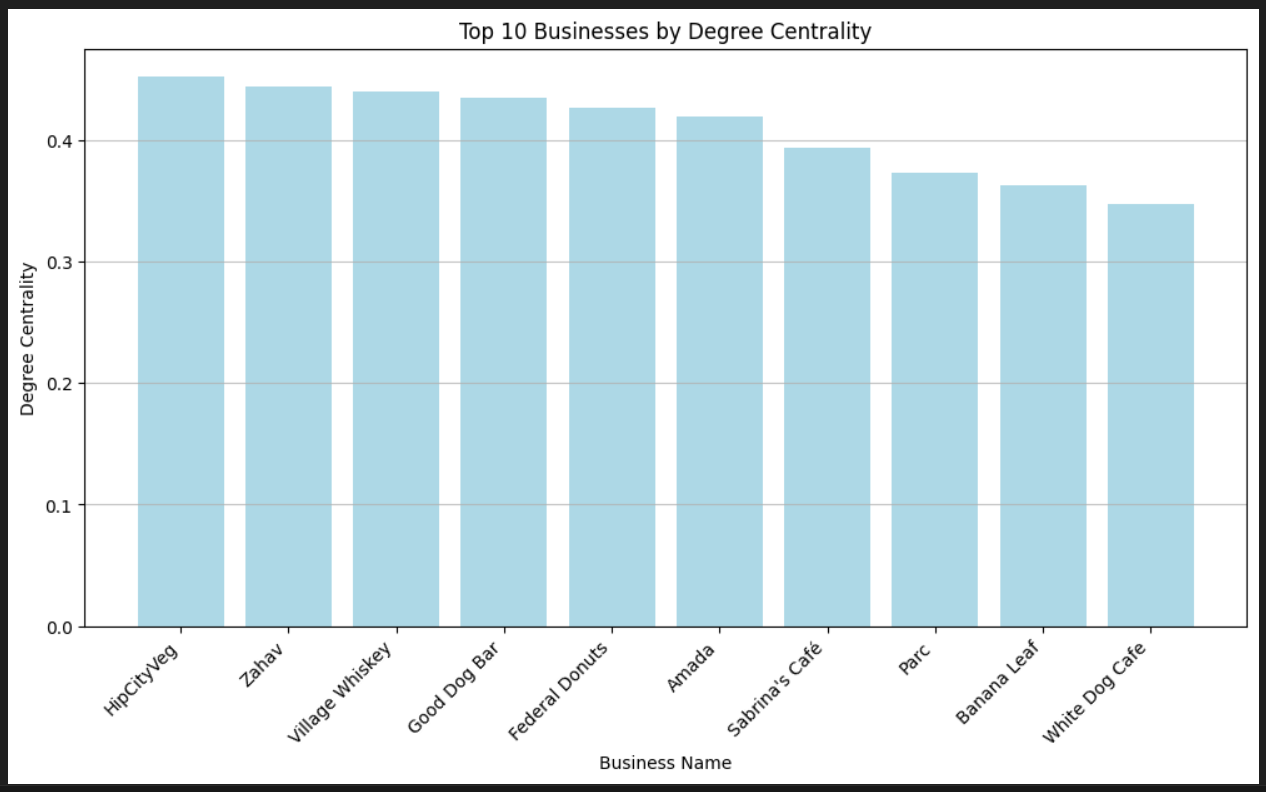 Top 10 Businesses by Degree Centrality
Degree Centrality
0.4
0.3
0.2
0.1
0.0
HipCityVeg
Zahav
Village Whiskey
Good Dog Bar
Federal Donuts
Amada
Sabrina's Café
Parc
Banana Leaf
White Dog Cafe
Business Name